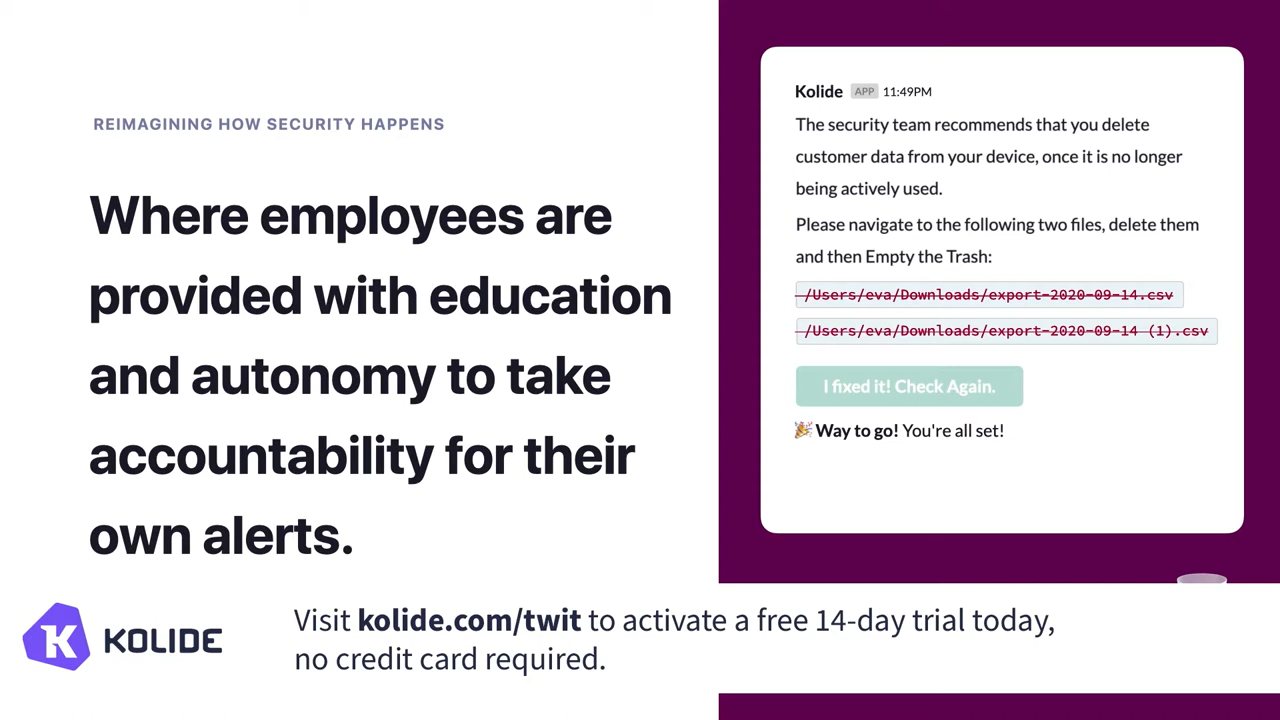 REIMAGINING HOW SECURITY HAPPENS
Where employees are
provided with education
and autonomy to take
accountability for their
own alerts.
Kolide APP 11:49PM
The security team recommends that you delete
customer data from your device, once it is no longer
being actively used.
Please navigate to the following two files, delete them
and then Empty the Trash:
/Users/eva/Downloads/export-2020-09-14.csv
/Users/eva/Downloads/export-2020-09-14 (1).csv
I fixed it! Check Again.
🎉 Way to go! You're all set!
K KOLIDE
Visit kolide.com/twit to activate a free 14-day trial today,
no credit card required.